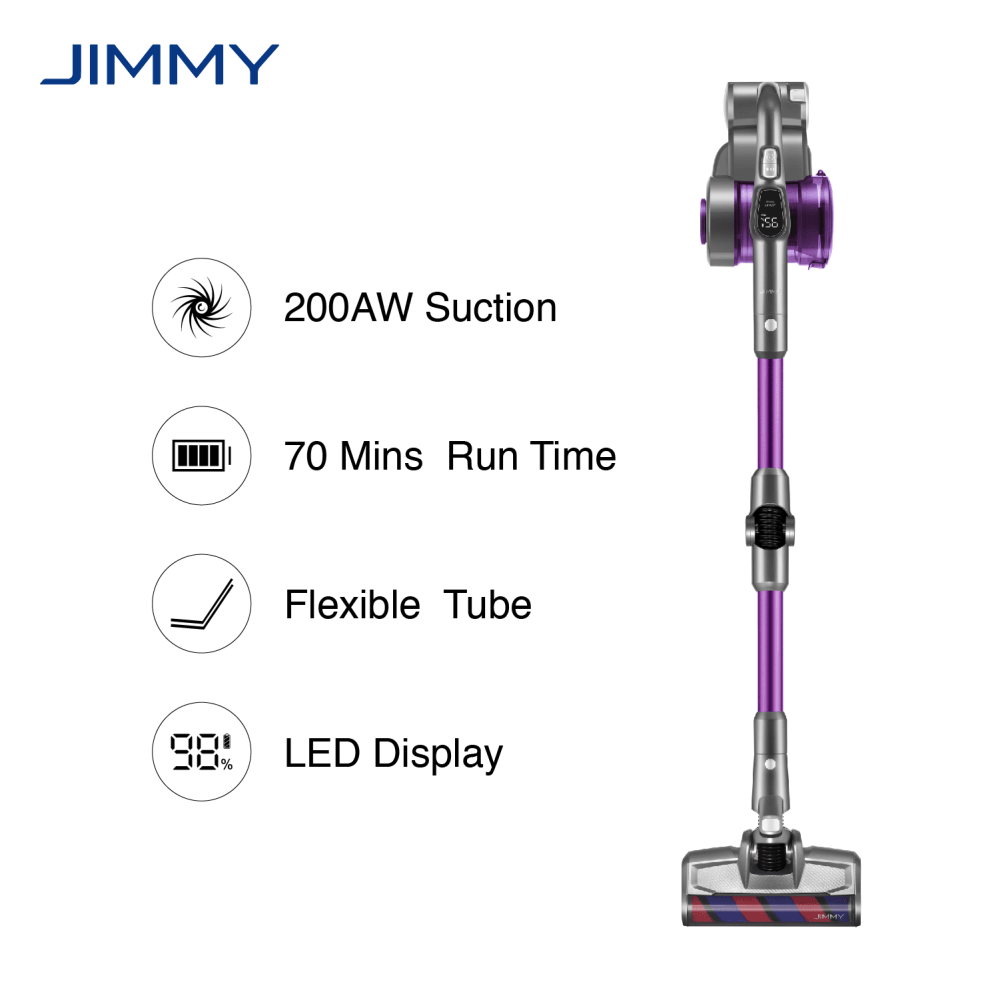 JIMMY
200AW Suction
70 Mins Run Time
Flexible Tube
98%
LED Display
JIMMY